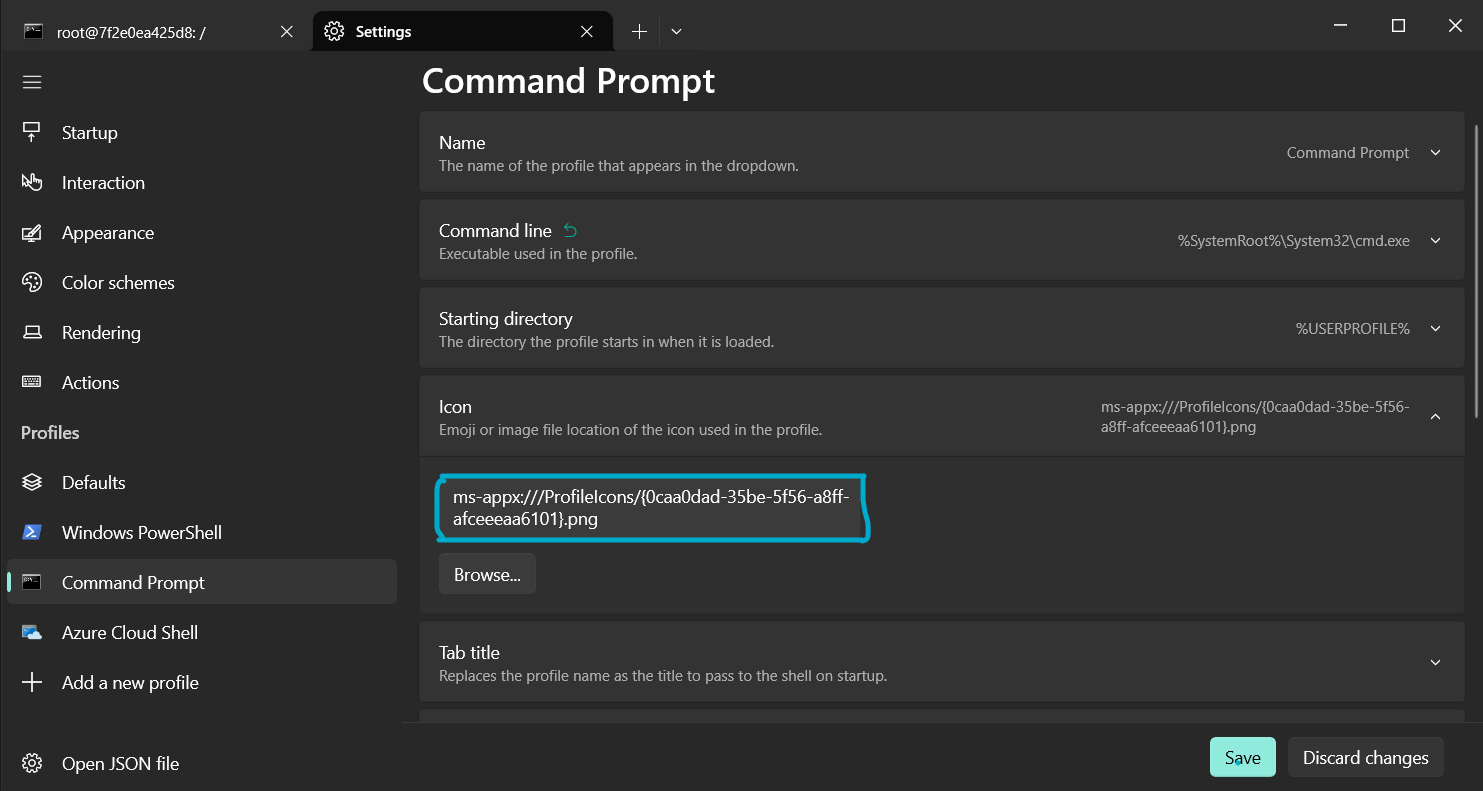 root@7f2e0ea425d8: /
Settings
Command Prompt
Startup
Interaction
Appearance
Color schemes
Rendering
Actions
Profiles
Defaults
Windows PowerShell
Command Prompt
Azure Cloud Shell
Add a new profile
Open JSON file
Name
The name of the profile that appears in the dropdown.
Command Prompt
Command line
Executable used in the profile.
%SystemRoot%\System32\cmd.exe
Starting directory
The directory the profile starts in when it is loaded.
%USERPROFILE%
Icon
Emoji or image file location of the icon used in the profile.
ms-appx:///ProfileIcons/{0caa0dad-35be-5f56-
a8ff-afceeeaa6101}.png
ms-appx:///ProfileIcons/{0caa0dad-35be-5f56-a8ff-
afceeeaa6101}.png
Browse...
Tab title
Replaces the profile name as the title to pass to the shell on startup.
Save
Discard changes